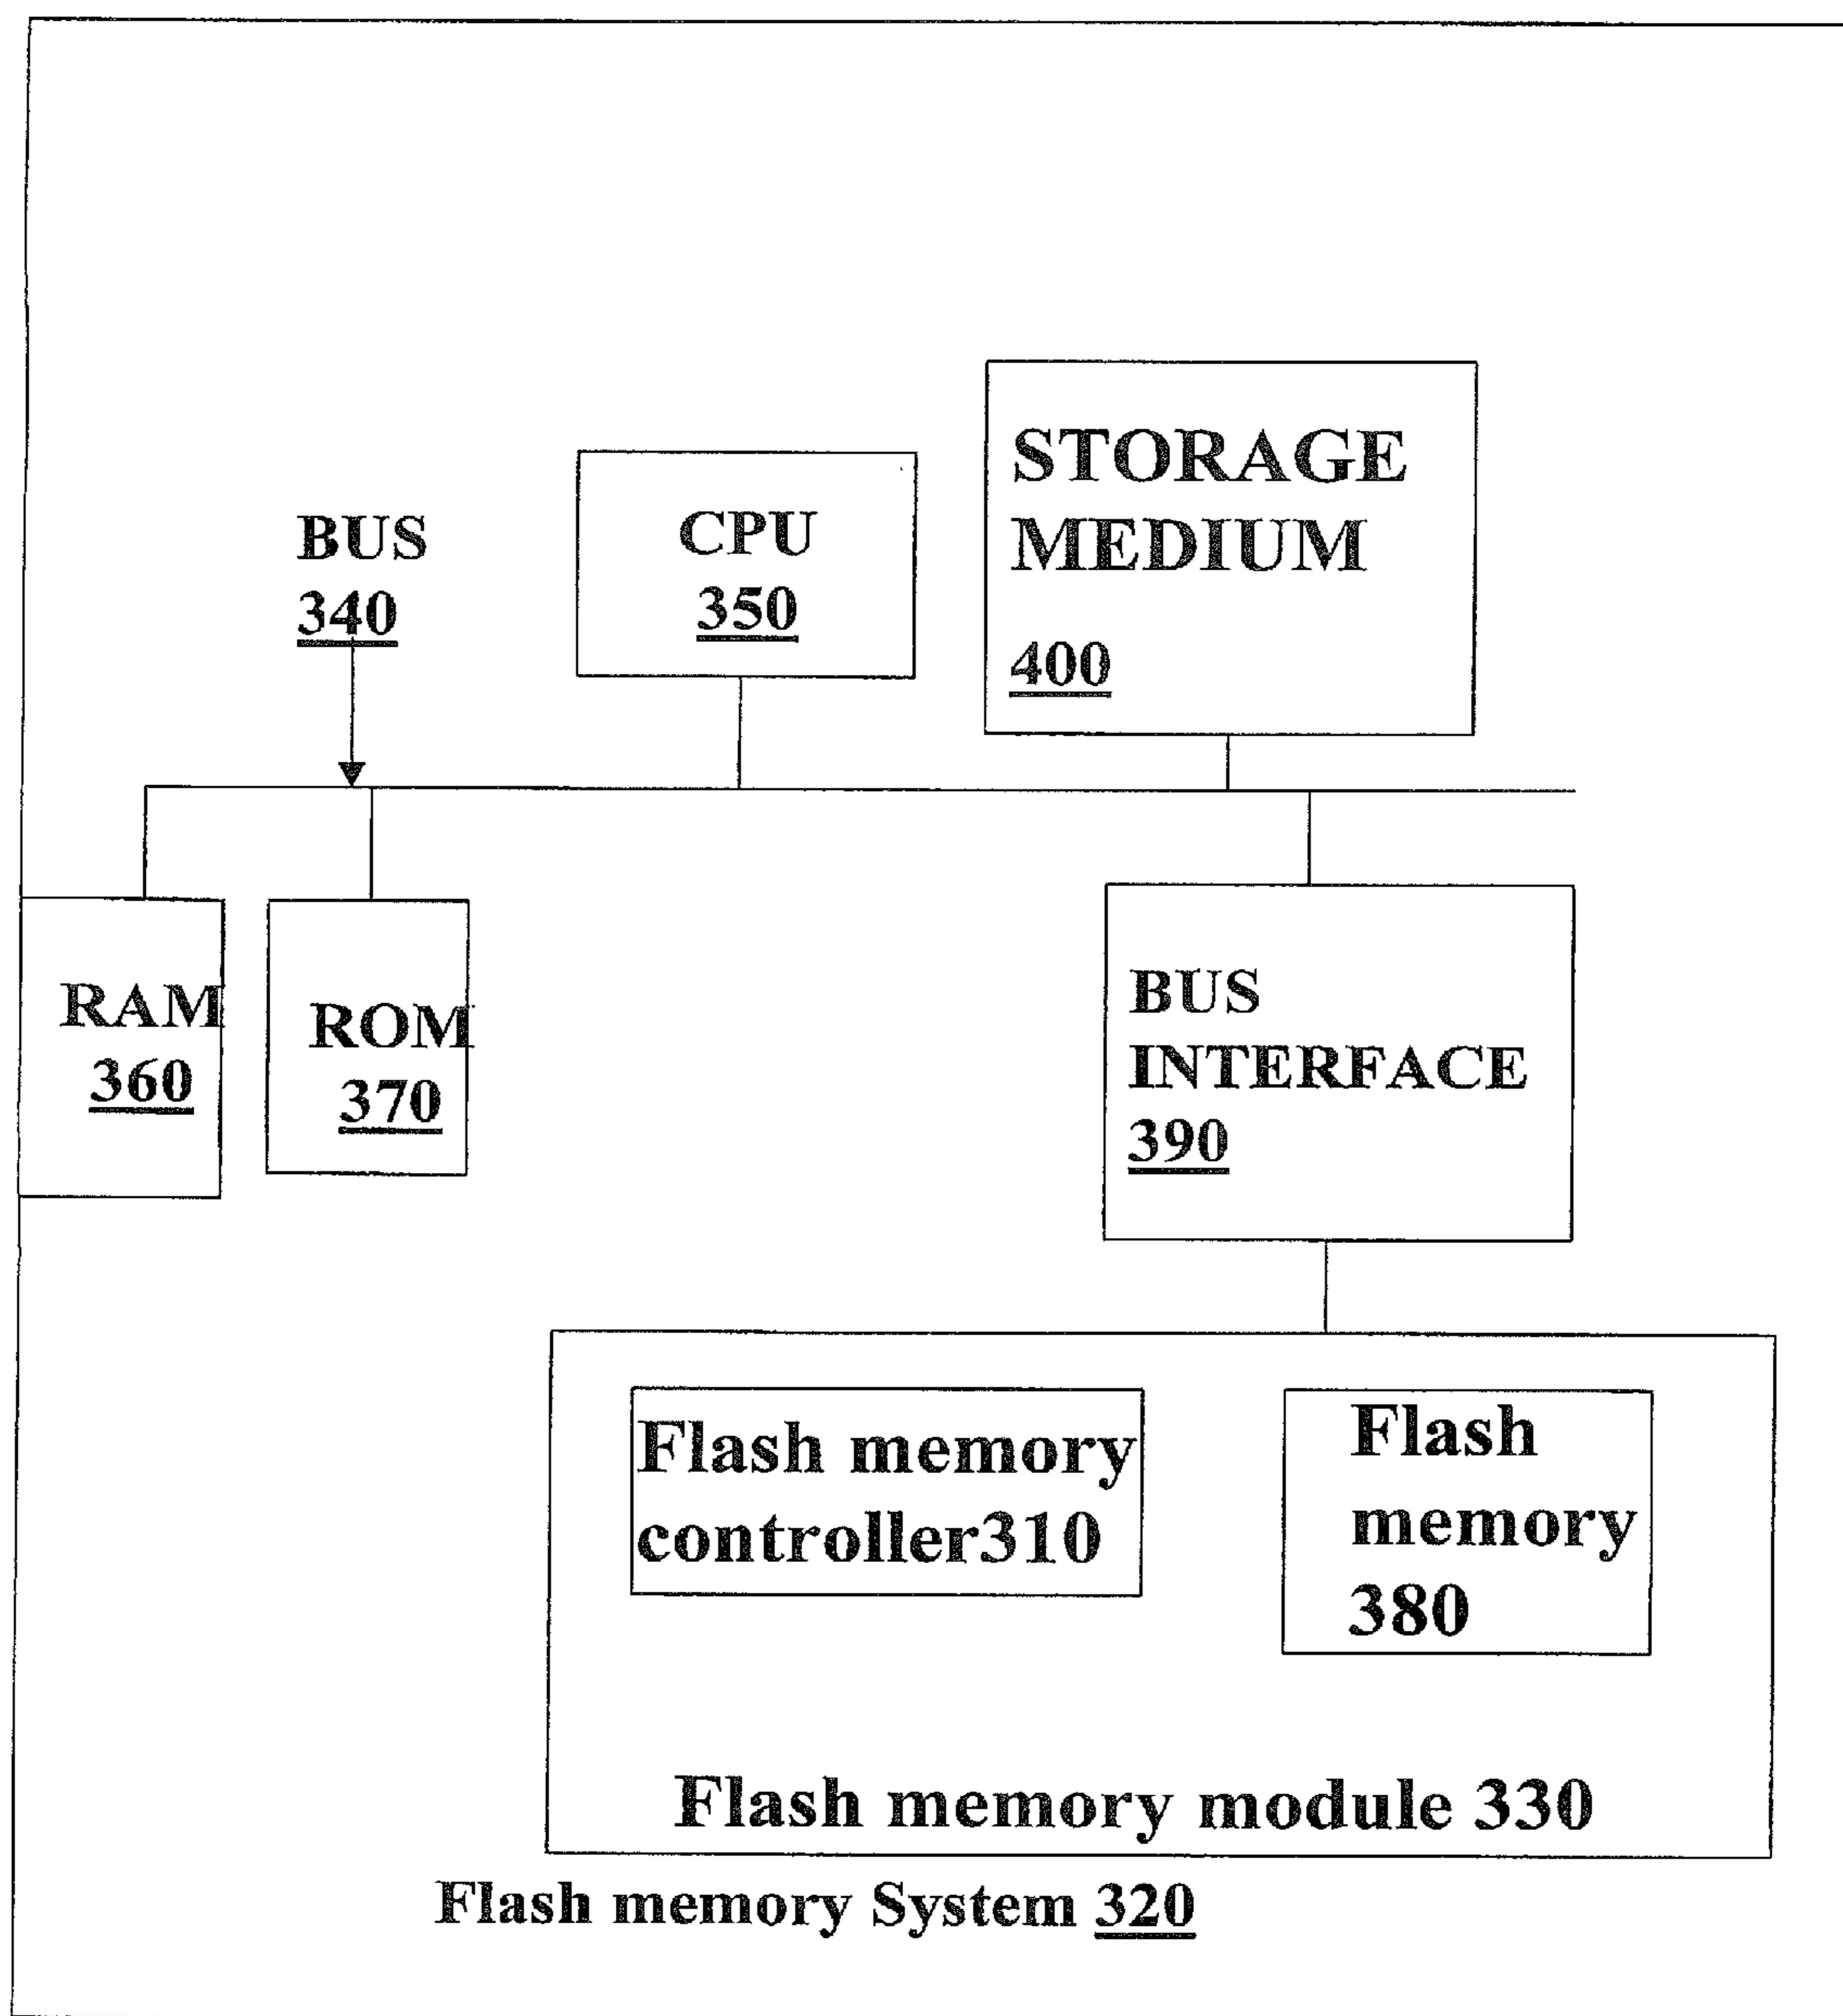 STORAGE
MEDIUM
400
BUS
340
CPU
350
RAM
360
ROM
370
BUS
INTERFACE
390
Flash memory
controller310
Flash
memory
380
Flash memory module 330
Flash memory System 320